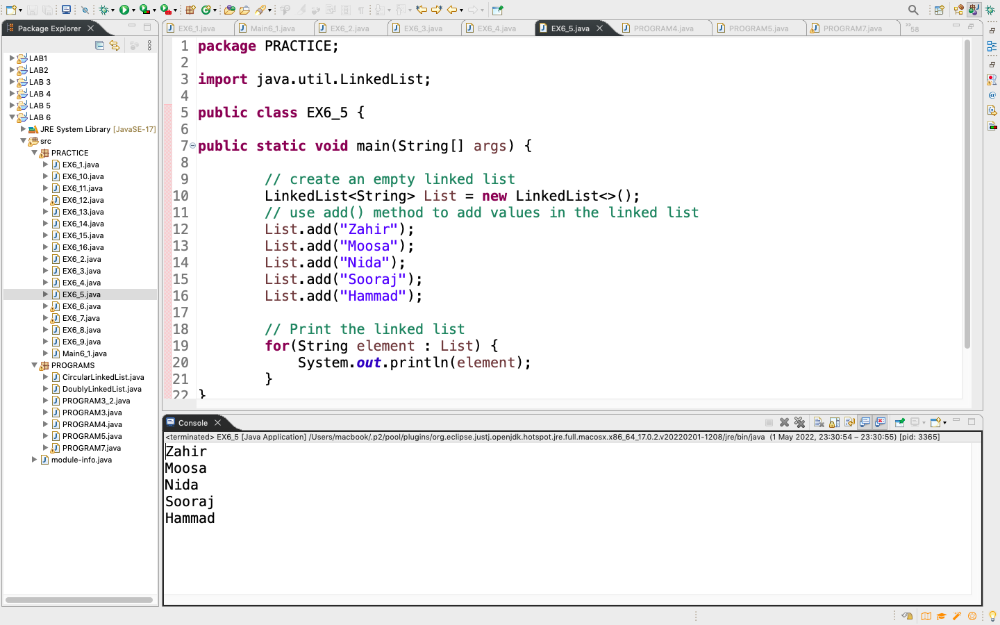 Package Explorer
LAB1
LAB2
LAB 3
LAB 4
LAB 5
LAB 6
JRE System Library [JavaSE-17]
src
PRACTICE
EX6_1.java
EX6_10.java
EX6_11.java
EX6_12.java
EX6_13.java
EX6_14.java
EX6_15.java
EX6_16.java
EX6_2.java
EX6_3.java
EX6_4.java
EX6_5.java
EX6_6.java
EX6_7.java
EX6_8.java
EX6_9.java
Main6_1.java
PROGRAMS
CircularLinkedList.java
DoublyLinkedList.java
PROGRAM3_2.java
PROGRAM3.java
PROGRAM4.java
PROGRAM5.java
PROGRAM7.java
module-info.java
EX6_1.java Main6_1.java EX6_2.java EX6_3.java EX6_4.java EX6_5.java PROGRAM4.java PROGRAM5.java PROGRAM7.java »58
1 package PRACTICE;
2
3 import java.util.LinkedList;
4
5 public class EX6_5 {
6
7 public static void main(String[] args) {
8
9 // create an empty linked list
10 LinkedList<String> List = new LinkedList<>();
11 // use add() method to add values in the linked list
12 List.add("Zahir");
13 List.add("Moosa");
14 List.add("Nida");
15 List.add("Sooraj");
16 List.add("Hammad");
17
18 // Print the linked list
19 for(String element : List) {
20 System.out.println(element);
21 }
22 }
Console
<terminated> EX6_5 [Java Application] /Users/macbook/.p2/pool/plugins/org.eclipse.justj.openjdk.hotspot.jre.full.macosx.x86_64_17.0.2.v20220201-1208/jre/bin/java (1 May 2022, 23:30:54 – 23:30:55) [pid: 3365]
Zahir
Moosa
Nida
Sooraj
Hammad